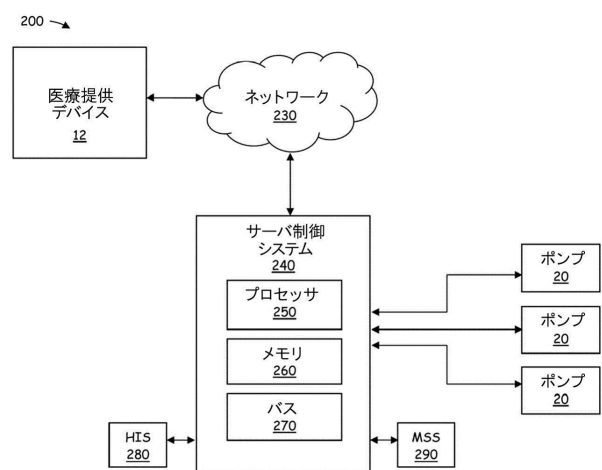 200
医療提供
デバイス
12
ネットワーク
230
サーバ制御
システム
240
プロセッサ
250
メモリ
260
バス
270
ポンプ
20
ポンプ
20
ポンプ
20
HIS
280
MSS
290